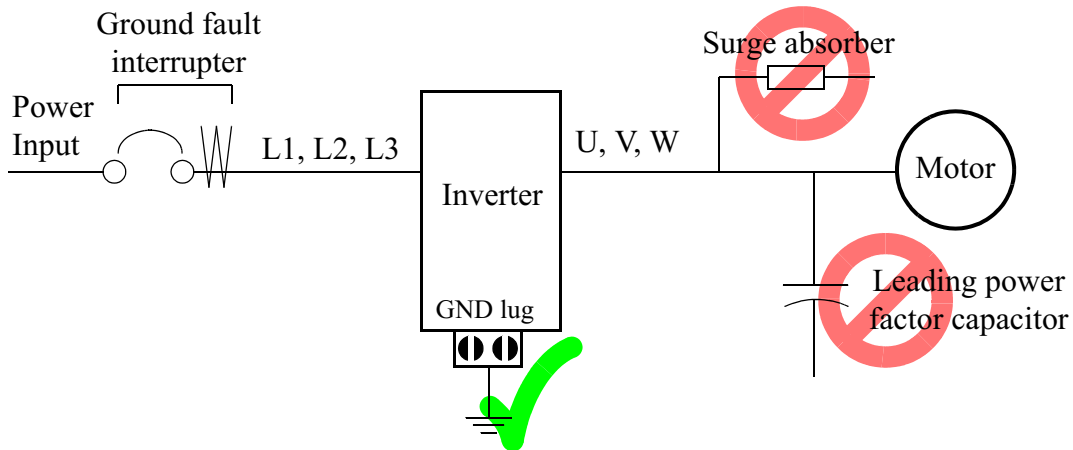 Ground fault
interrupter
Surge absorber
Power
Input
L1, L2, L3
U, V, W
Inverter
Motor
Leading power
factor capacitor
GND lug